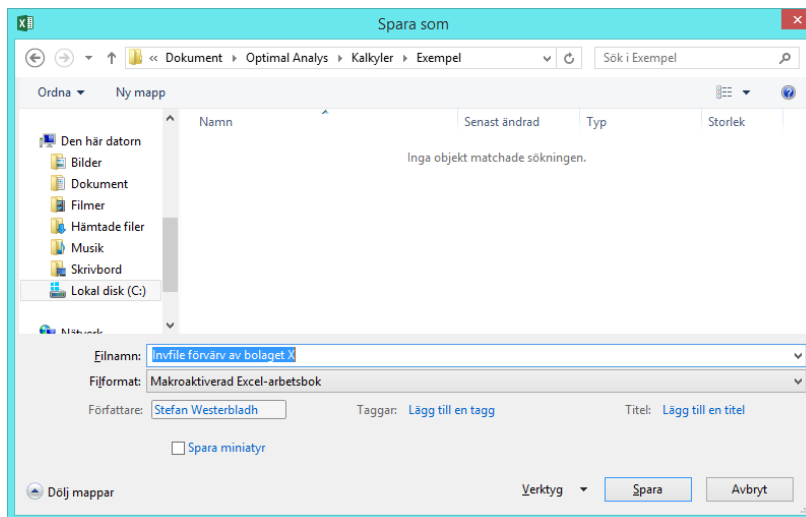 Spara som
« Dokument Optimal Analys Kalkyler Exempel Sök i Exempel
Ordna Ny mapp
Namn Senast ändrad Typ Storlek
Den här datorn
Inga objekt matchade sökningen.
Bilder
Dokument
Filmer
Hämtade filer
Musik
Skrivbord
Lokal disk (C:)
Nätverk
Filnamn: Invfile förvärv av bolaget X
Filformat: Makroaktiverad Excel-arbetsbok
Författare: Stefan Westerbladh Taggar: Lägg till en tagg Titel: Lägg till en titel
Spara miniatyr
Dölj mappar Verktyg Spara Avbryt